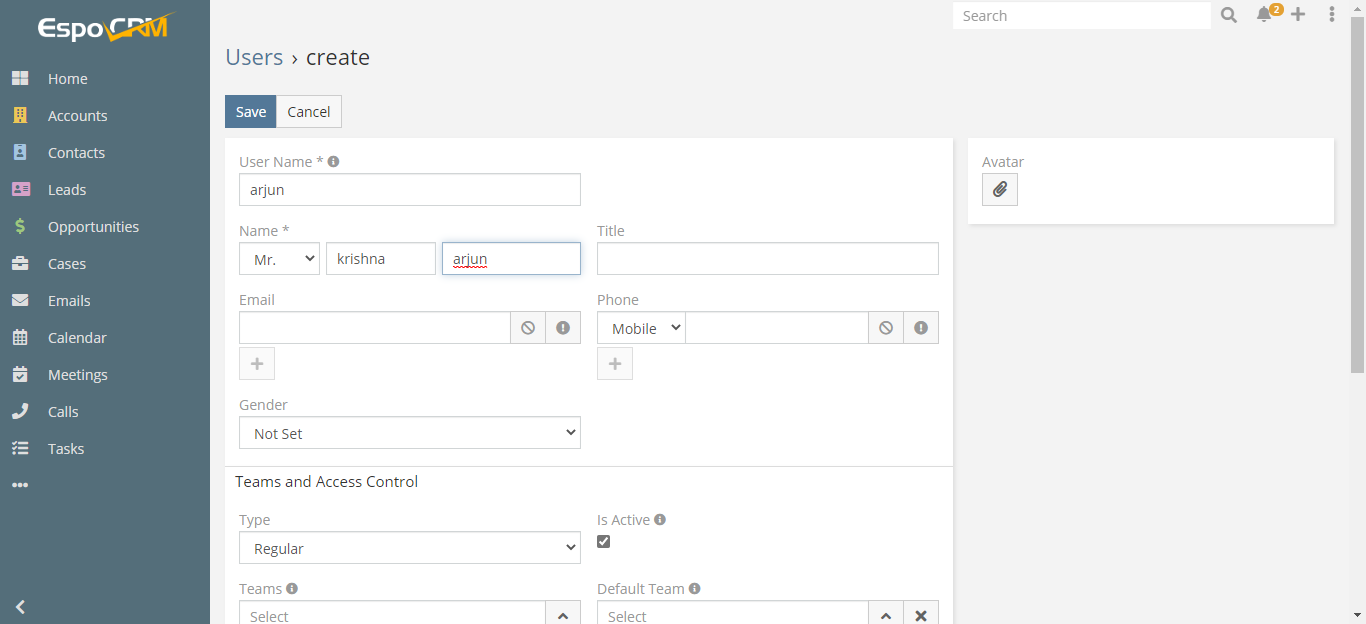 EspoCRM
Search
2
Home
Accounts
Contacts
Leads
Opportunities
Cases
Emails
Calendar
Meetings
Calls
Tasks
Users › create
Save Cancel
User Name *
arjun
Name * Title
Mr. krishna arjun
Email Phone
Mobile
Gender
Not Set
Teams and Access Control
Type Is Active
Regular
Teams Default Team
Select Select
Avatar